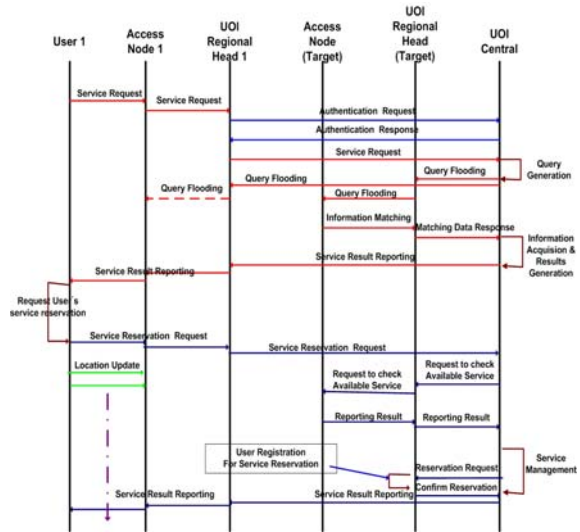 User 1
Access
Node 1
UOI
Regional
Head 1
Access
Node
(Target)
UOI
Regional
Head
(Target)
UOI
Central
Service Request
Service Request
Authentication Request
Authentication Response
Service Request
Query Flooding
Query
Generation
Query Flooding
Query Flooding
Query Flooding
Information Matching
Matching Data Response
Information
Acquision &
Results
Generation
Service Result Reporting
Service Result Reporting
Request User's
service reservation
Service Reservation Request
Service Reservation Request
Location Update
Request to check
Available Service
Request to check
Available Service
Reporting Result
Reporting Result
User Registration
For Service Reservation
Reservation Request
Service
Management
Confirm Reservation
Service Result Reporting
Service Result Reporting